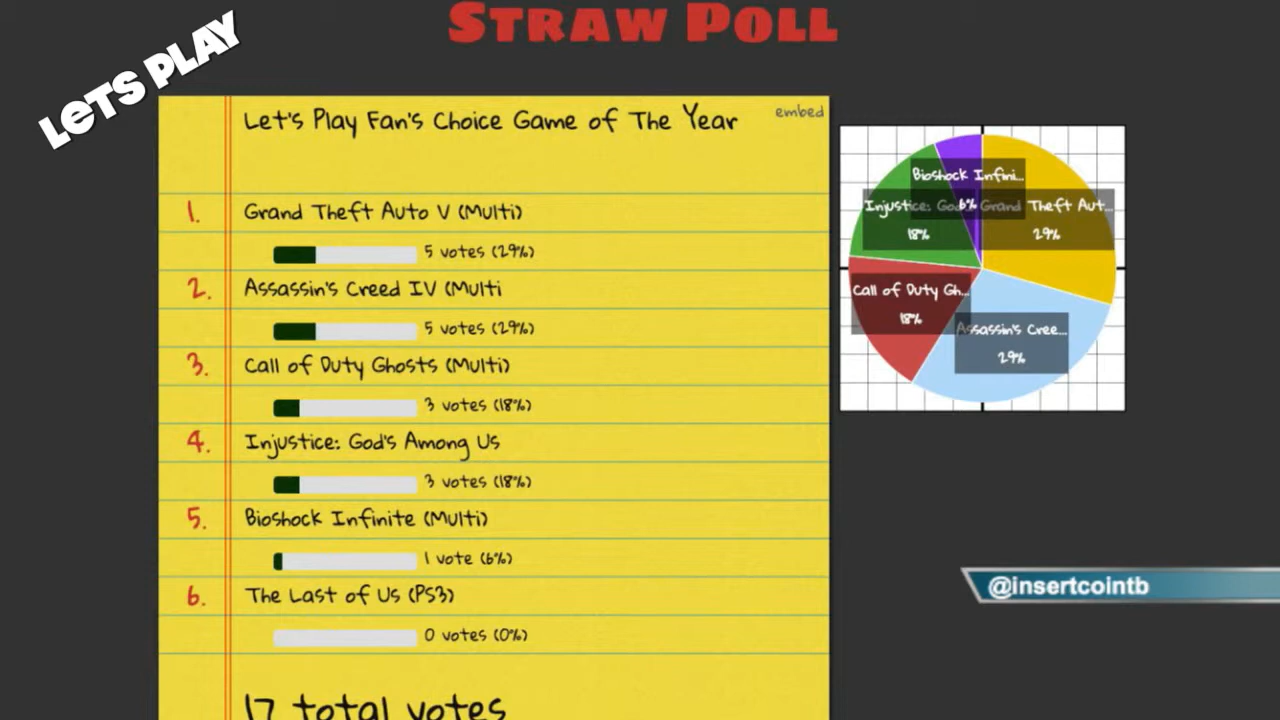 STRAW POLL
LETS PLAY
Let's Play Fan's Choice Game of The Year
embed
1. Grand Theft Auto V (Multi)
5 votes (29%)
2. Assassin's Creed IV (Multi
5 votes (29%)
3. Call of Duty Ghosts (Multi)
3 votes (18%)
4. Injustice: God's Among Us
3 votes (18%)
5. Bioshock Infinite (Multi)
1 vote (6%)
6. The Last of Us (PS3)
0 votes (0%)
17 total votes
Bioshock Infini...
6%
Injustice: Go
18%
Grand Theft Aut...
29%
Call of Duty Gh...
18%
Assassin's Cree...
29%
@insertcointb